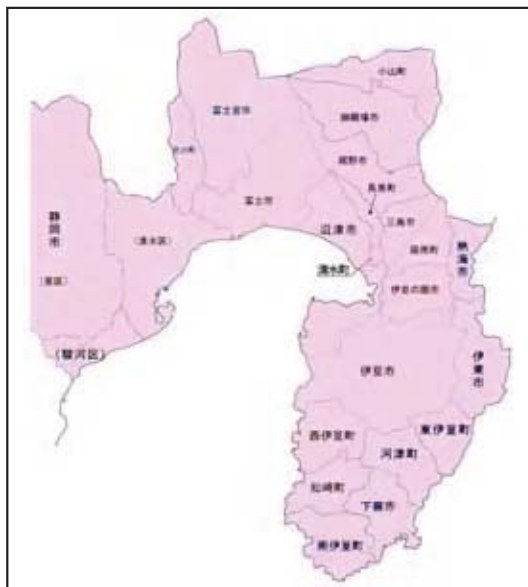 小山町
富士宮市
御殿場市
裾野市
長泉町
富士市
静岡市
(清水区)
沼津市
三島市
函南町
熱海市
清水町
伊豆の国市
(葵区)
(駿河区)
伊豆市
伊東市
西伊豆町
東伊豆町
河津町
松崎町
下田市
南伊豆町